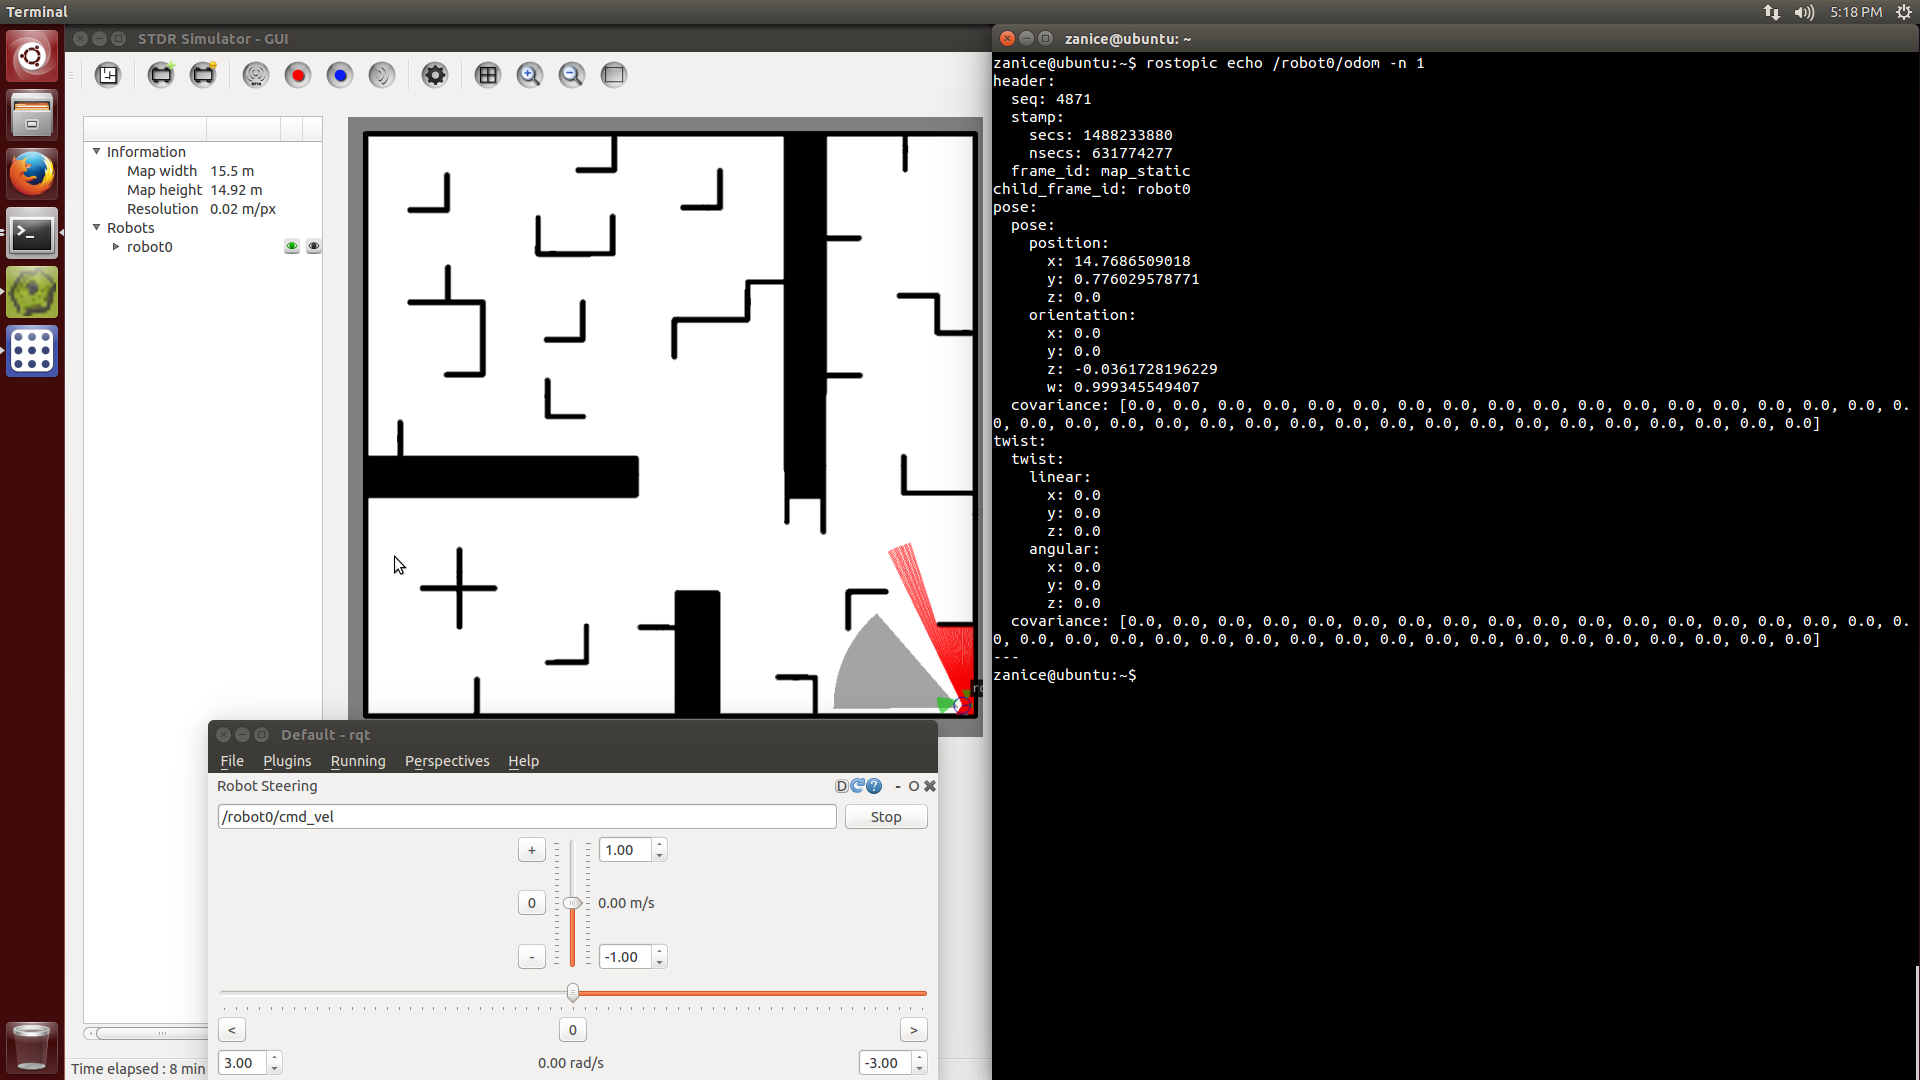 Terminal
5:18 PM
STDR Simulator - GUI
Information
Map width 15.5 m
Map height 14.92 m
Resolution 0.02 m/px
Robots
robot0
Time elapsed : 8 min
Default - rqt
File Plugins Running Perspectives Help
Robot Steering
D ? - O
/robot0/cmd_vel
Stop
+
1.00
0
0.00 m/s
-
-1.00
< 0 >
3.00
0.00 rad/s
-3.00
zanice@ubuntu: ~
zanice@ubuntu:~$ rostopic echo /robot0/odom -n 1
header:
seq: 4871
stamp:
secs: 1488233880
nsecs: 631774277
frame_id: map_static
child_frame_id: robot0
pose:
pose:
position:
x: 14.7686509018
y: 0.776029578771
z: 0.0
orientation:
x: 0.0
y: 0.0
z: -0.0361728196229
w: 0.999345549407
covariance: [0.0, 0.0, 0.0, 0.0, 0.0, 0.0, 0.0, 0.0, 0.0, 0.0, 0.0, 0.0, 0.0, 0.0, 0.0, 0.0, 0.0, 0.
0, 0.0, 0.0, 0.0, 0.0, 0.0, 0.0, 0.0, 0.0, 0.0, 0.0, 0.0, 0.0, 0.0, 0.0, 0.0, 0.0, 0.0, 0.0]
twist:
twist:
linear:
x: 0.0
y: 0.0
z: 0.0
angular:
x: 0.0
y: 0.0
z: 0.0
covariance: [0.0, 0.0, 0.0, 0.0, 0.0, 0.0, 0.0, 0.0, 0.0, 0.0, 0.0, 0.0, 0.0, 0.0, 0.0, 0.0, 0.0, 0.
0, 0.0, 0.0, 0.0, 0.0, 0.0, 0.0, 0.0, 0.0, 0.0, 0.0, 0.0, 0.0, 0.0, 0.0, 0.0, 0.0, 0.0, 0.0]
---
zanice@ubuntu:~$